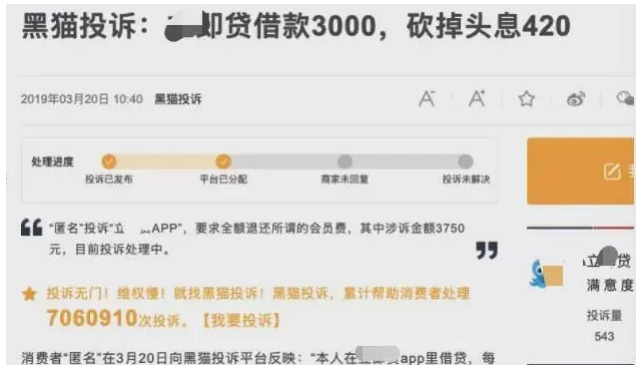 黑猫投诉：即贷借款3000，砍掉头息420
2019年03月20日 10:40 黑猫投诉
A- A+
处理进度
投诉已发布 平台已分配 商家未回复 投诉未解决
“匿名”投诉“立 APP”，要求全额退还所谓的会员费，其中涉诉金额3750
元，目前投诉处理中。
投诉无门！维权慢！就找黑猫投诉！黑猫投诉，累计帮助消费者处理
7060910次投诉。【我要投诉】
立 贷
满意度
投诉量
543
消费者“匿名”在3月20日向黑猫投诉平台反映：“本人在 app里借贷，每